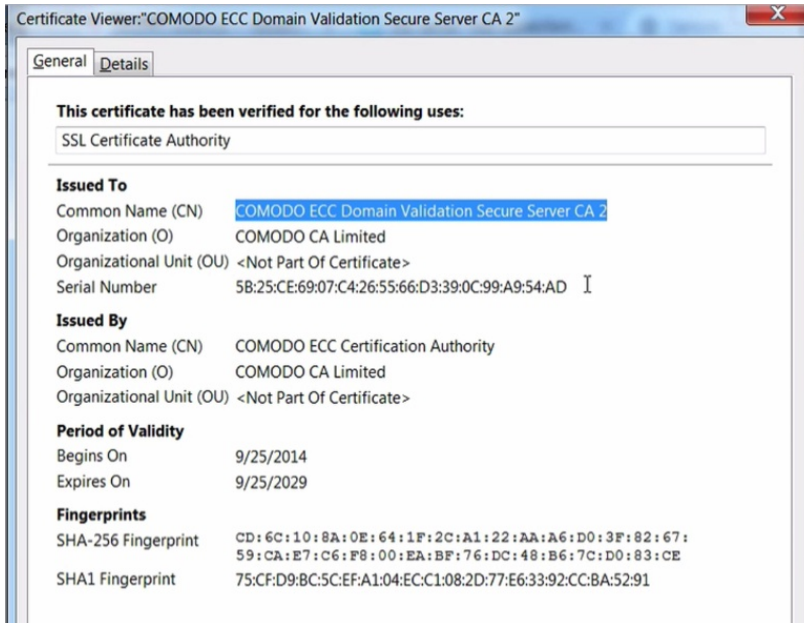 Certificate Viewer:"COMODO ECC Domain Validation Secure Server CA 2"
General Details
This certificate has been verified for the following uses:
SSL Certificate Authority
Issued To
Common Name (CN) COMODO ECC Domain Validation Secure Server CA 2
Organization (O) COMODO CA Limited
Organizational Unit (OU) <Not Part Of Certificate>
Serial Number 5B:25:CE:69:07:C4:26:55:66:D3:39:0C:99:A9:54:AD
Issued By
Common Name (CN) COMODO ECC Certification Authority
Organization (O) COMODO CA Limited
Organizational Unit (OU) <Not Part Of Certificate>
Period of Validity
Begins On 9/25/2014
Expires On 9/25/2029
Fingerprints
SHA-256 Fingerprint CD:6C:10:8A:0E:64:1F:2C:A1:22:AA:A6:D0:3F:82:67:
59:CA:E7:C6:F8:00:EA:BF:76:DC:48:B6:7C:D0:83:CE
SHA1 Fingerprint 75:CF:D9:BC:5C:EF:A1:04:EC:C1:08:2D:77:E6:33:92:CC:BA:52:91